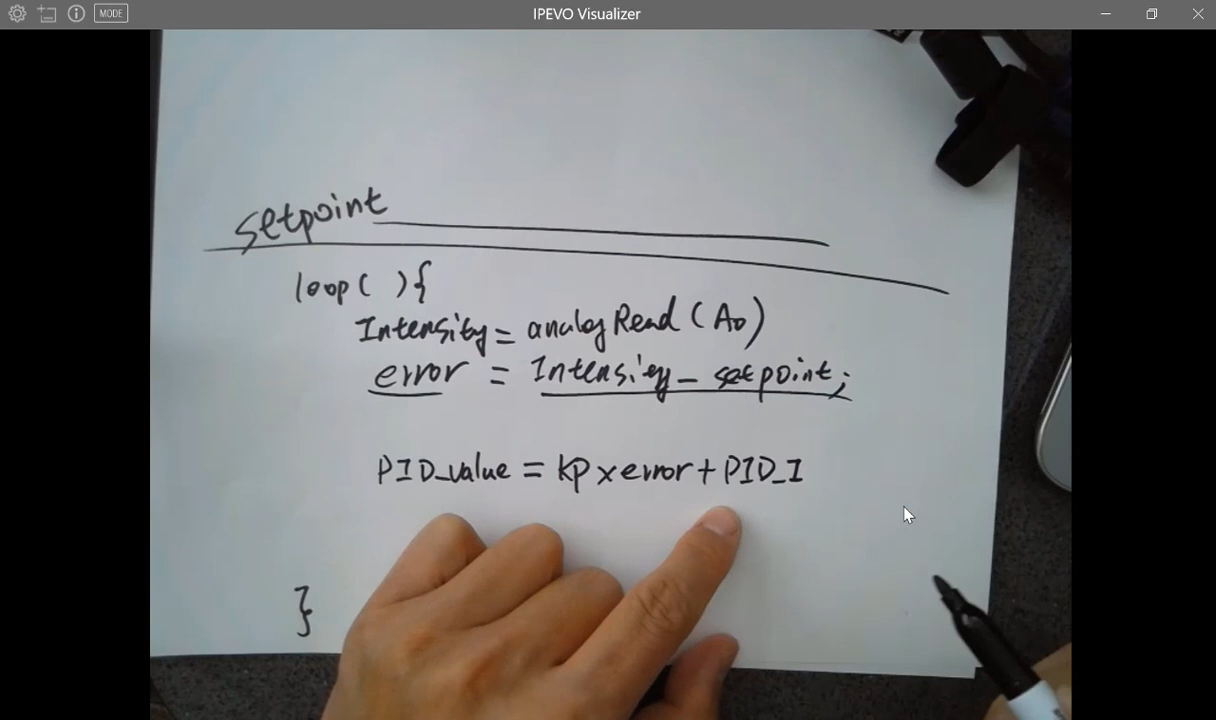 MODE
IPEVO Visualizer
setpoint
loop( ){
Intensity = analogRead (A0)
error = Intensity - setpoint;
PID_value = kp x error + PID_I
}